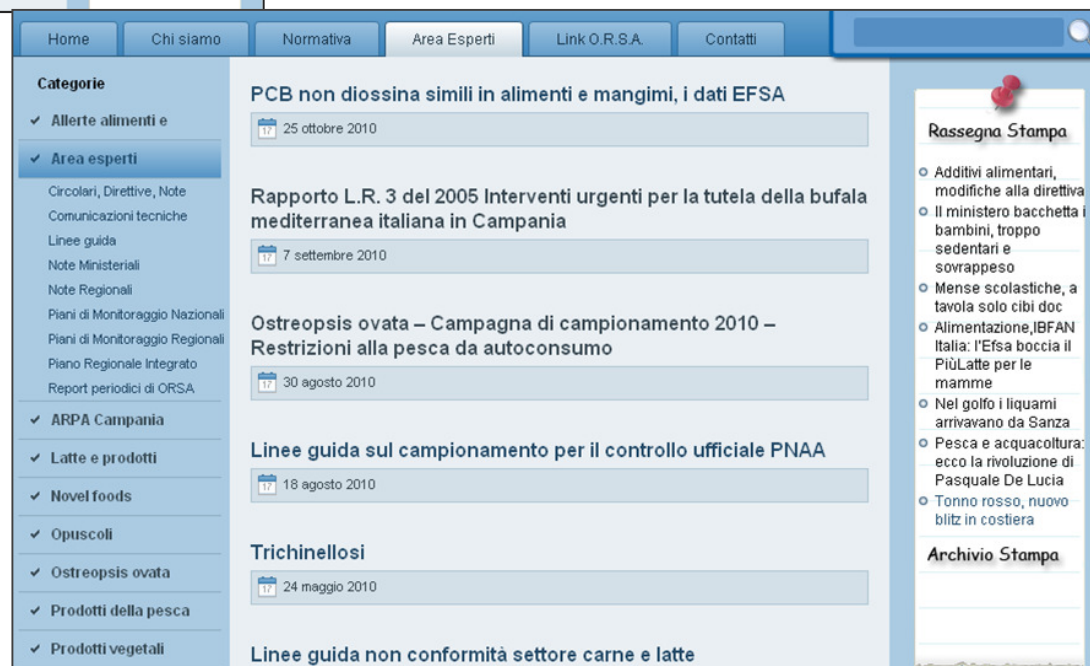 Home
Chi siamo
Normativa
Area Esperti
Link O.R.S.A.
Contatti
Categorie
Allerte alimenti e
Area esperti
Circolari, Direttive, Note
Comunicazioni tecniche
Linee guida
Note Ministeriali
Note Regionali
Piani di Monitoraggio Nazionali
Piani di Monitoraggio Regionali
Piano Regionale Integrato
Report periodici di ORSA
ARPA Campania
Latte e prodotti
Novel foods
Opuscoli
Ostreopsis ovata
Prodotti della pesca
Prodotti vegetali
PCB non diossina simili in alimenti e mangimi, i dati EFSA
17 25 ottobre 2010
Rapporto L.R. 3 del 2005 Interventi urgenti per la tutela della bufala
mediterranea italiana in Campania
17 7 settembre 2010
Ostreopsis ovata – Campagna di campionamento 2010 –
Restrizioni alla pesca da autoconsumo
17 30 agosto 2010
Linee guida sul campionamento per il controllo ufficiale PNAA
17 18 agosto 2010
Trichinellosi
17 24 maggio 2010
Linee guida non conformità settore carne e latte
Rassegna Stampa
Additivi alimentari,
modifiche alla direttiva
Il ministero bacchetta i
bambini, troppo
sedentari e
sovrappeso
Mense scolastiche, a
tavola solo cibi doc
Alimentazione,IBFAN
Italia: l'Efsa boccia il
PiùLatte per le
mamme
Nel golfo i liquami
arrivavano da Sanza
Pesca e acquacoltura:
ecco la rivoluzione di
Pasquale De Lucia
Tonno rosso, nuovo
blitz in costiera
Archivio Stampa